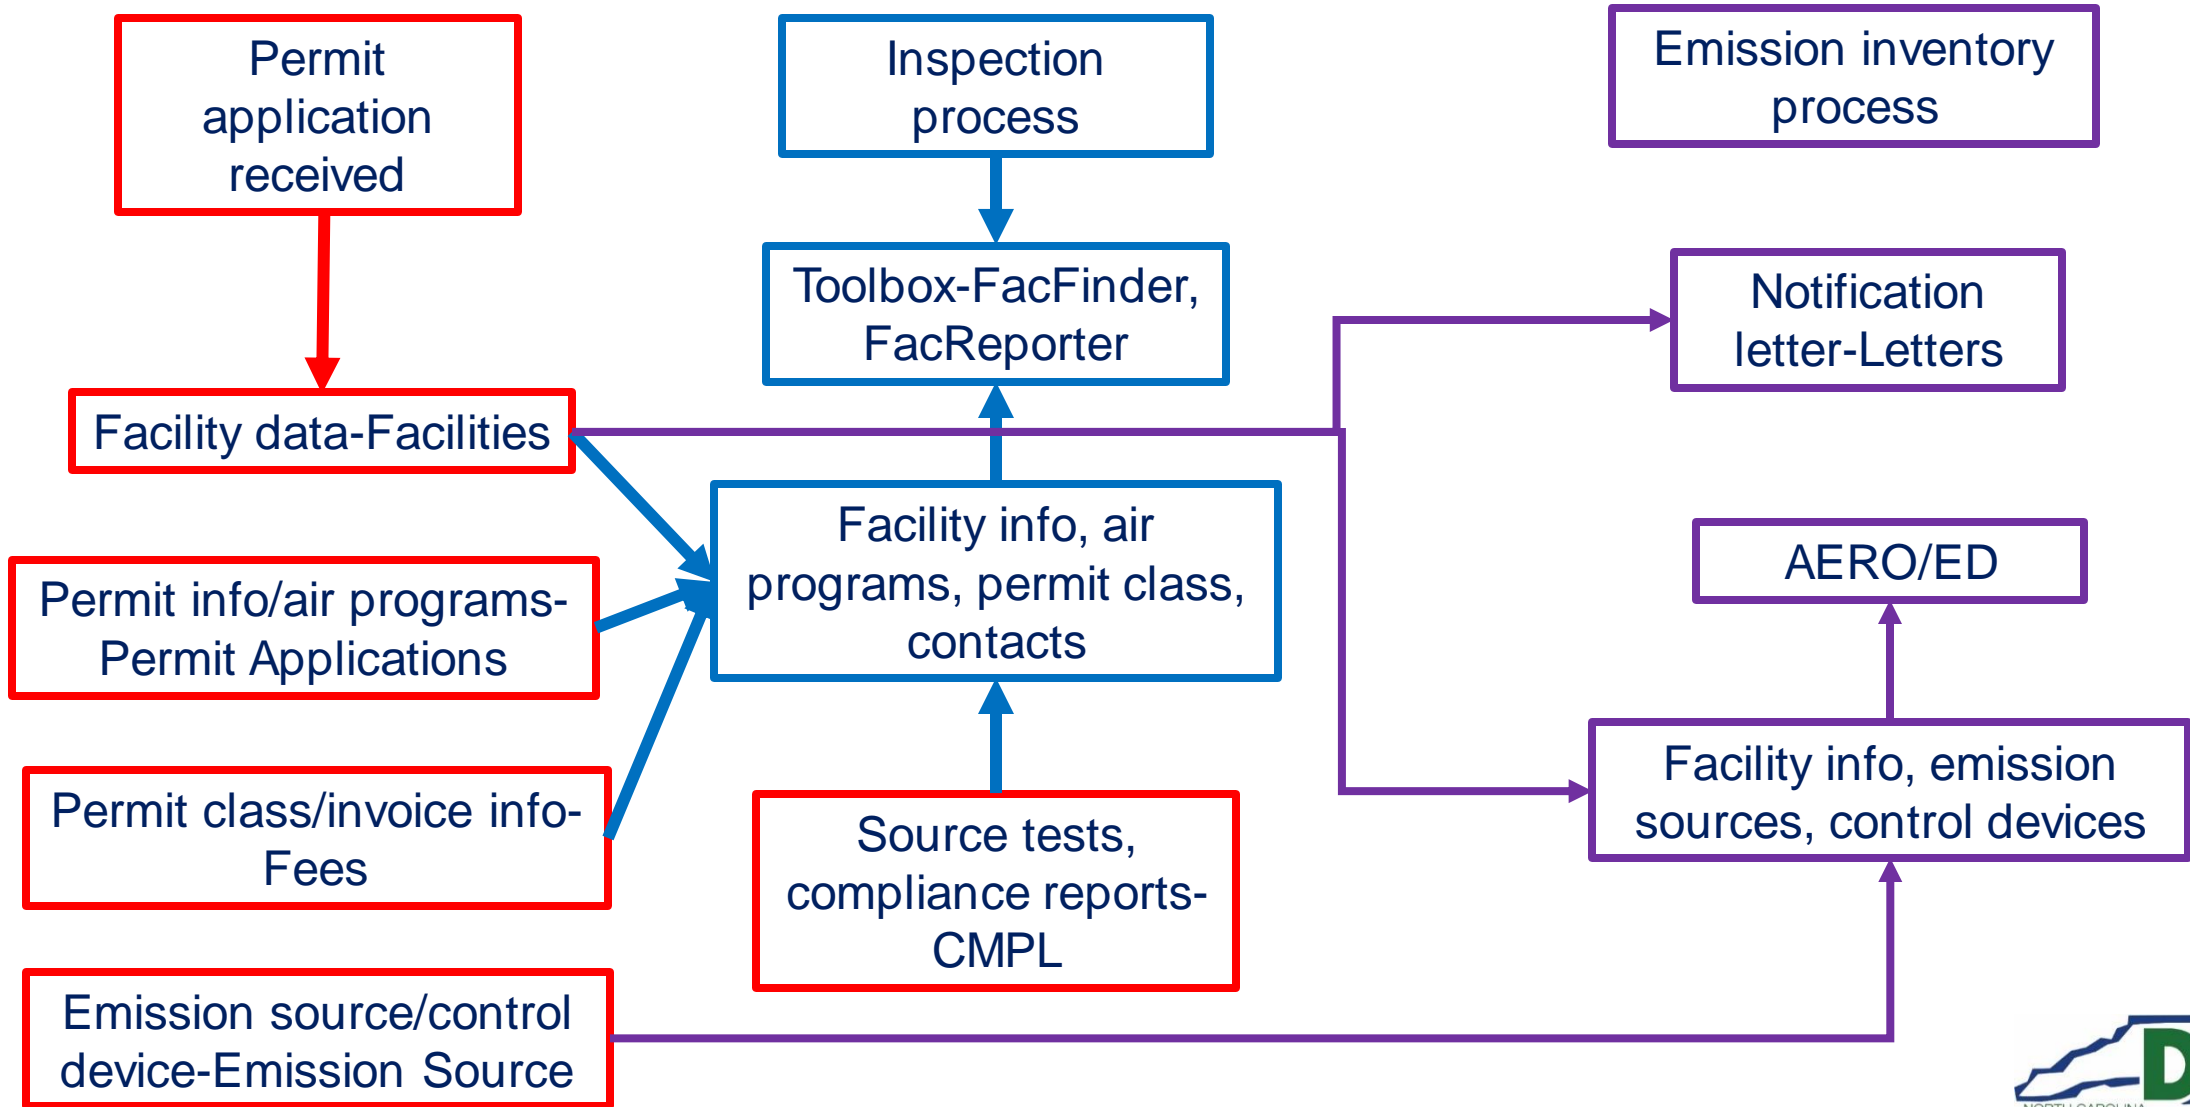 Permit
application
received
Inspection
process
Emission inventory
process
Toolbox-FacFinder,
FacReporter
Notification
letter-Letters
Facility data-Facilities
Facility info, air
programs, permit class,
contacts
AERO/ED
Permit info/air programs-
Permit Applications
Permit class/invoice info-
Fees
Source tests,
compliance reports-
CMPL
Facility info, emission
sources, control devices
Emission source/control
device-Emission Source
D
NORTH CAROLINA